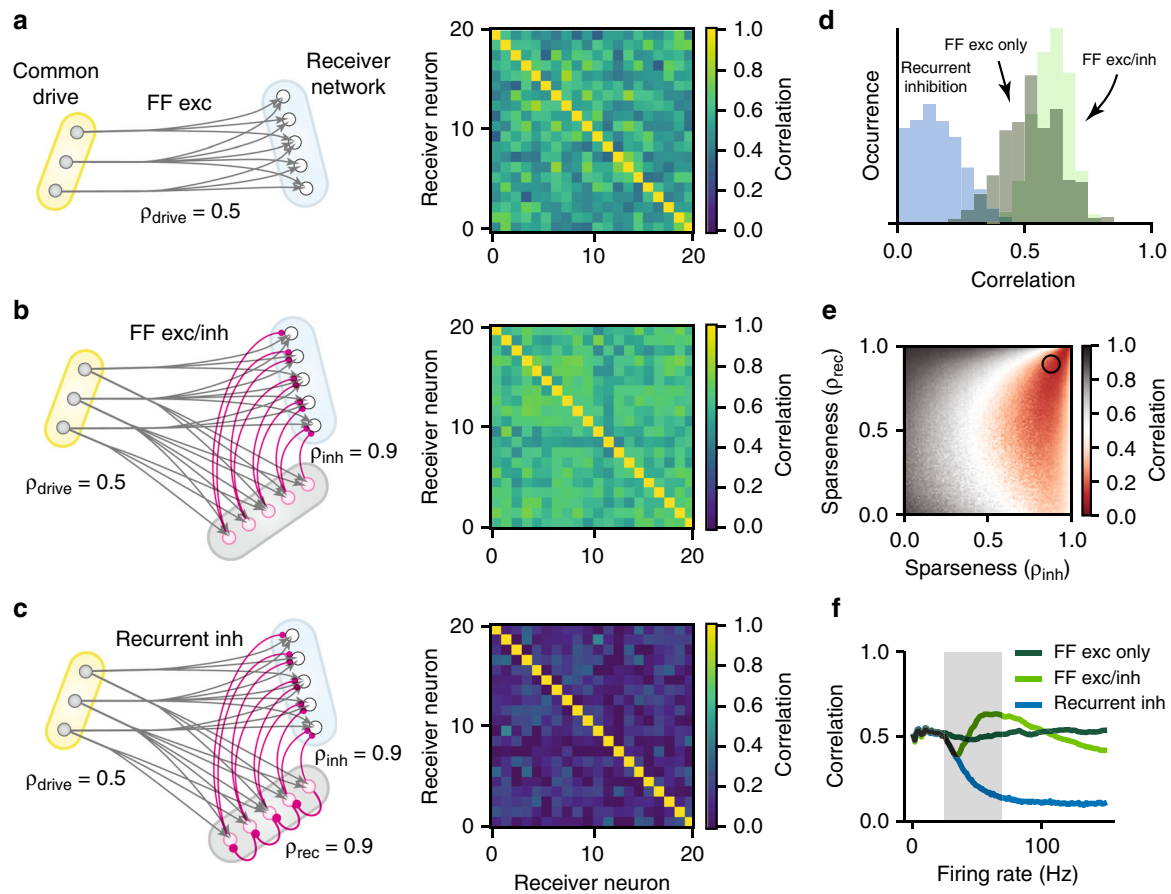 a
Common
drive
FF exc
Receiver
network
ρdrive = 0.5
Receiver neuron
20
10
0
0
10
20
1.0
0.8
0.6
0.4
0.2
0.0
Correlation
b
FF exc/inh
ρdrive = 0.5
ρinh = 0.9
Receiver neuron
20
10
0
0
10
20
1.0
0.8
0.6
0.4
0.2
0.0
Correlation
c
Recurrent inh
ρdrive = 0.5
ρinh = 0.9
ρrec = 0.9
Receiver neuron
20
10
0
0
10
20
Receiver neuron
1.0
0.8
0.6
0.4
0.2
0.0
Correlation
d
Occurrence
Recurrent
inhibition
FF exc only
FF exc/inh
0.0
0.5
1.0
Correlation
e
Sparseness (ρrec)
1.0
0.5
0.0
0.0
0.5
1.0
Sparseness (ρinh)
1.0
0.8
0.6
0.4
0.2
0.0
Correlation
f
Correlation
1.0
0.5
0.0
FF exc only
FF exc/inh
Recurrent inh
0
100
Firing rate (Hz)